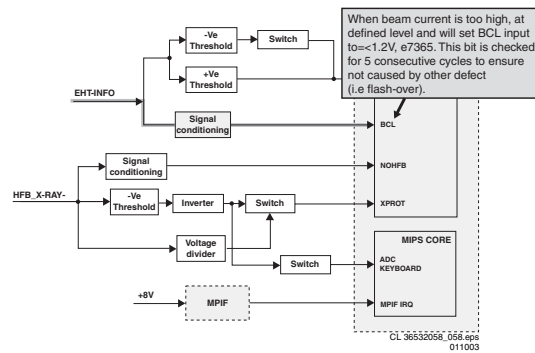 When beam current is too high, at
defined level and will set BCL input
to=<1.2V, e7365. This bit is checked
for 5 consecutive cycles to ensure
not caused by other defect
(i.e flash-over).
-Ve
Threshold
Switch
+Ve
Threshold
EHT-INFO
Signal
conditioning
BCL
Signal
conditioning
NOHFB
HFB_X-RAY-
-Ve
Threshold
Inverter
Switch
XPROT
Voltage
divider
MIPS CORE
Switch
ADC
KEYBOARD
+8V
MPIF
MPIF IRQ
CL 36532058_058.eps
011003